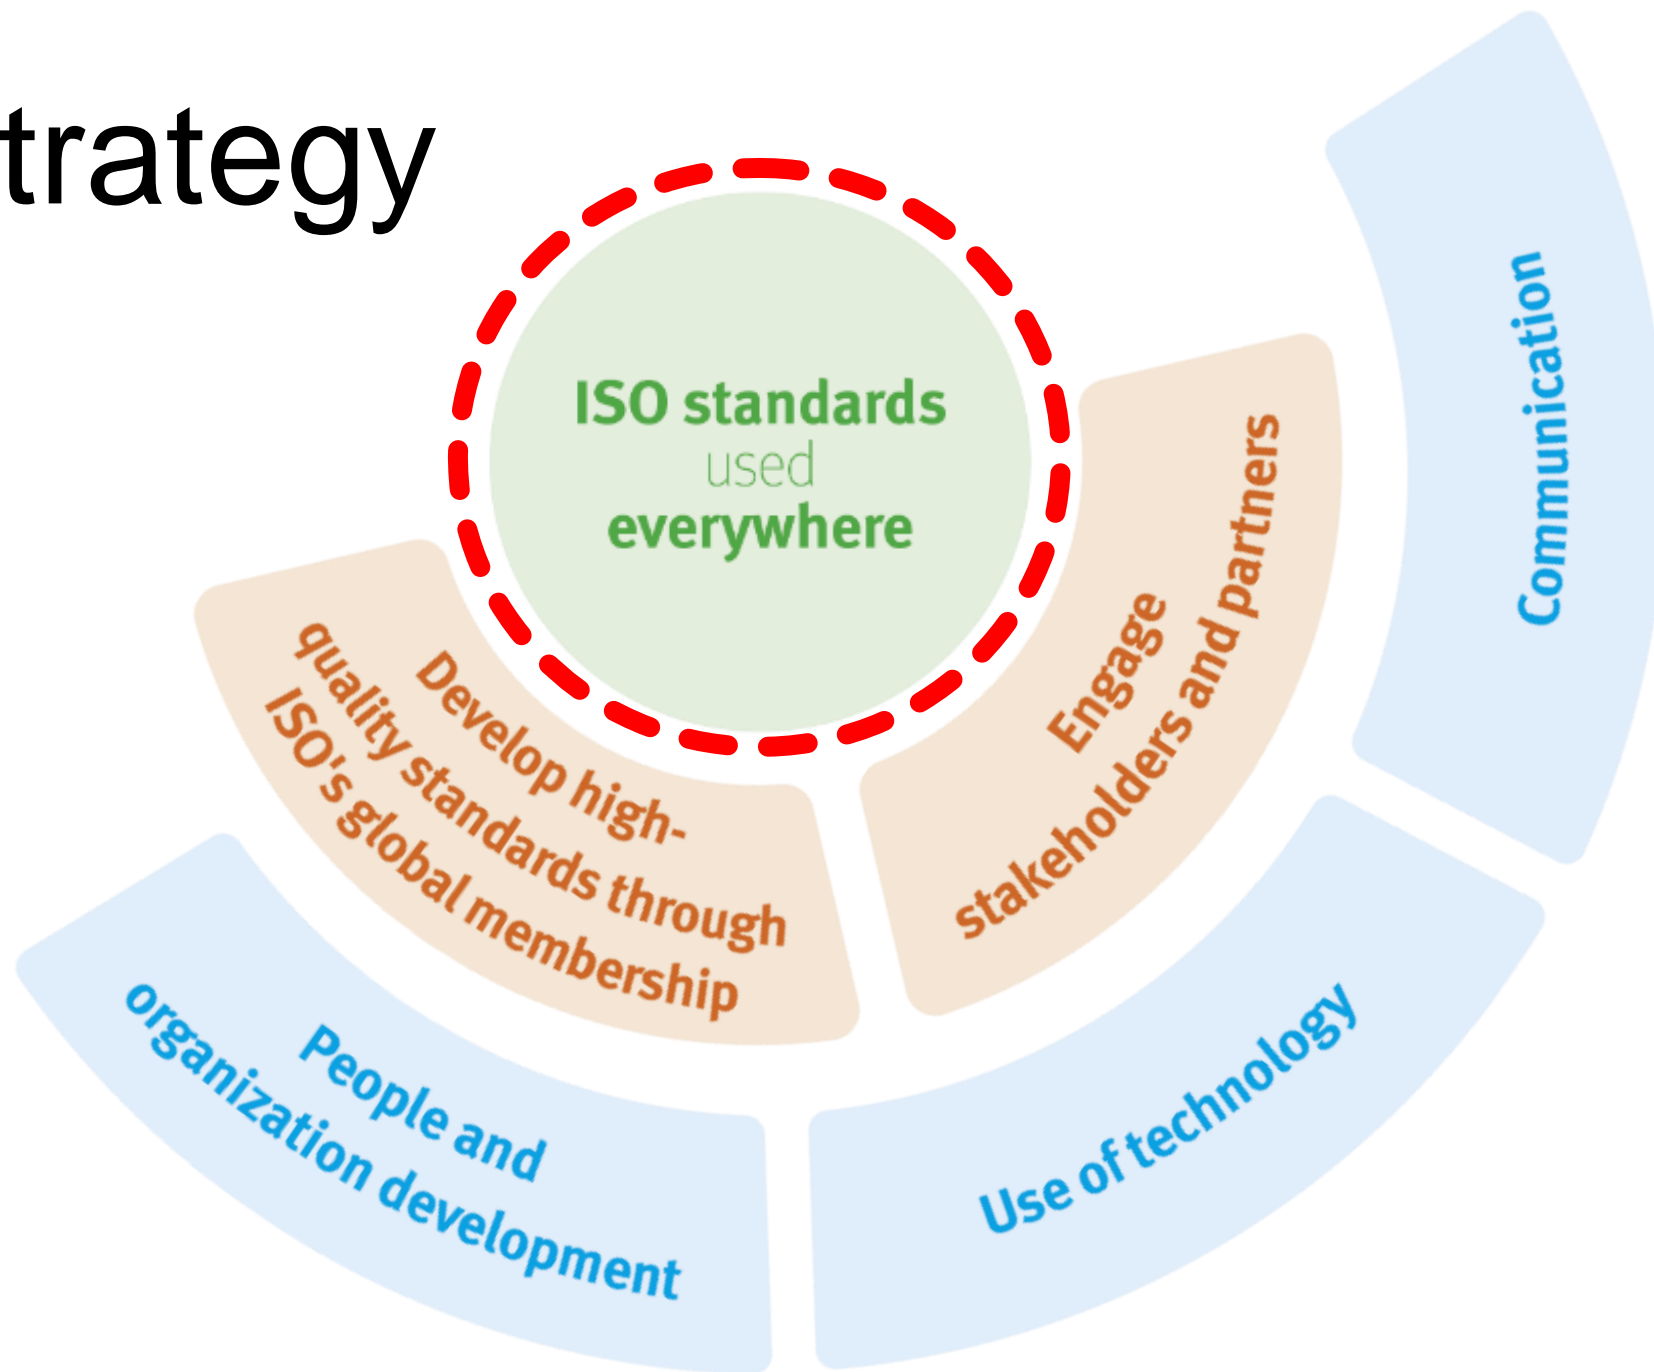 trategy
ISO standards
used
everywhere
Develop high-
quality standards through
ISO's global membership
Engage
stakeholders and partners
People and
organization development
Use of technology
Communication